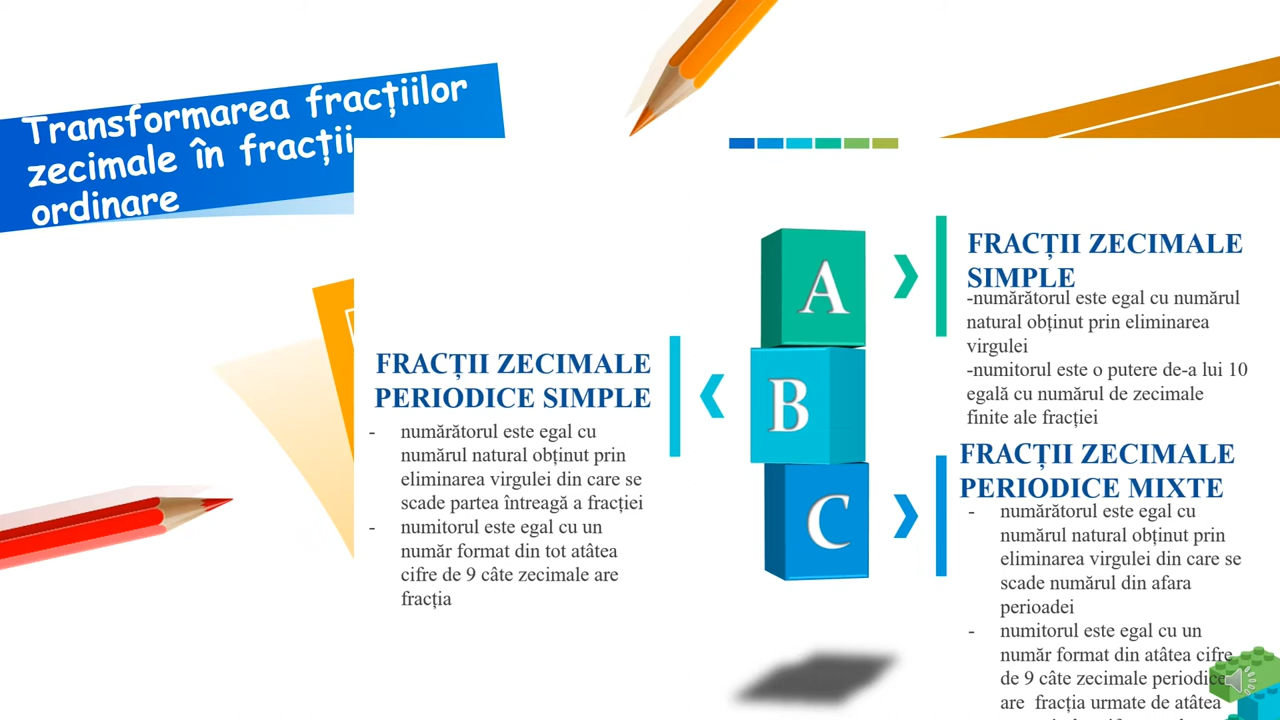 Transformarea fracțiilor
zecimale în fracții
ordinare
A
FRACȚII ZECIMALE
SIMPLE
-numărătorul este egal cu numărul
natural obținut prin eliminarea
virgulei
-numitorul este o putere de-a lui 10
egală cu numărul de zecimale
finite ale fracției
B
FRACȚII ZECIMALE
PERIODICE SIMPLE
- numărătorul este egal cu
numărul natural obținut prin
eliminarea virgulei din care se
scade partea întreagă a fracției
- numitorul este egal cu un
număr format din tot atâtea
cifre de 9 câte zecimale are
fracția
C
FRACȚII ZECIMALE
PERIODICE MIXTE
- numărătorul este egal cu
numărul natural obținut prin
eliminarea virgulei din care se
scade numărul din afara
perioadei
- numitorul este egal cu un
număr format din atâtea cifre
de 9 câte zecimale periodice
are fracția urmate de atâtea